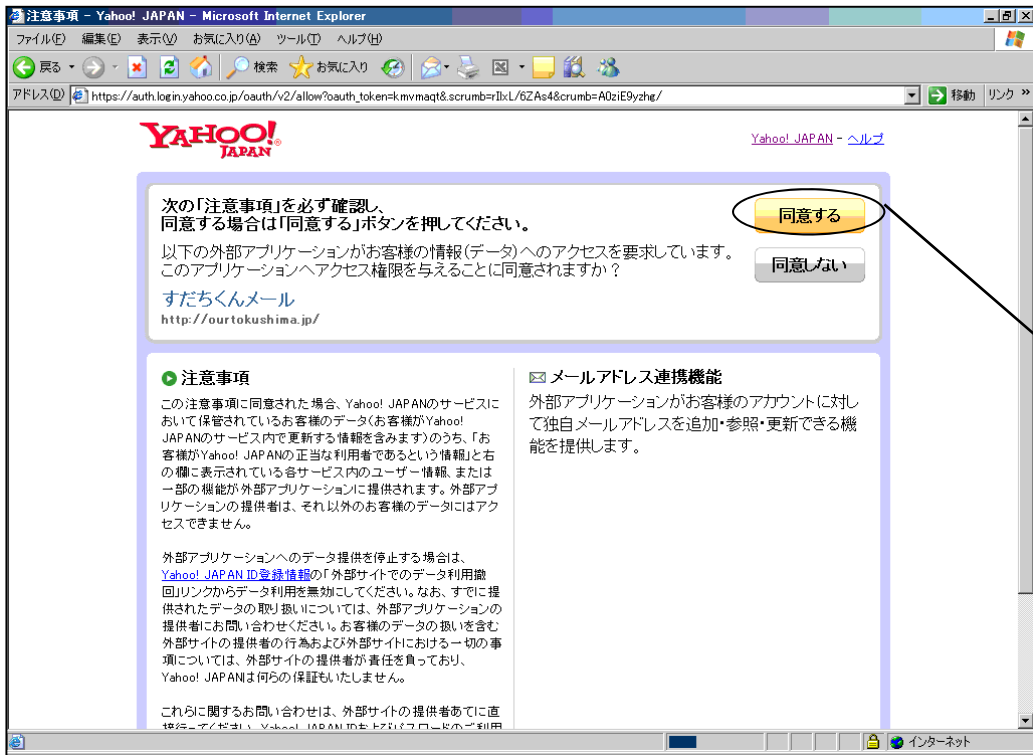 注意事項 - Yahoo! JAPAN - Microsoft Internet Explorer
ファイル(F) 編集(E) 表示(V) お気に入り(A) ツール(T) ヘルプ(H)
戻る 検索 お気に入り
アドレス(D) https://auth.login.yahoo.co.jp/oauth/v2/allow?oauth_token=kmvmaqt&.scrumb=rIlxL/6ZAs4&crumb=A0ziE9yzhg/ 移動 リンク »
YAHOO! JAPAN
Yahoo! JAPAN - ヘルプ
次の「注意事項」を必ず確認し、
同意する場合は「同意する」ボタンを押してください。
同意する
以下の外部アプリケーションがお客様の情報(データ)へのアクセスを要求しています。
このアプリケーションへアクセス権限を与えることに同意されますか？
同意しない
すだちくんメール
http://ourtokushima.jp/
注意事項
この注意事項に同意された場合、Yahoo! JAPANのサービスに
おいて保管されているお客様のデータ(お客様がYahoo!
JAPANのサービス内で更新する情報を含みます)のうち、「お
客様がYahoo! JAPANの正当な利用者であるという情報」と右
の欄に表示されている各サービス内のユーザー情報、または
一部の機能が外部アプリケーションに提供されます。外部アプ
リケーションの提供者は、それ以外のお客様のデータにはアク
セスできません。
外部アプリケーションへのデータ提供を停止する場合は、
Yahoo! JAPAN ID登録情報の「外部サイトでのデータ利用撤
回」リンクからデータ利用を無効にしてください。なお、すでに提
供されたデータの取り扱いについては、外部アプリケーションの
提供者にお問い合わせください。お客様のデータの扱いを含む
外部サイトの提供者の行為および外部サイトにおける一切の事
項については、外部サイトの提供者が責任を負っており、
Yahoo! JAPANは何らの保証もいたしません。
これらに関するお問い合わせは、外部サイトの提供者あてに直
接行ってください。Yahoo! JAPAN IDおよびパスワードのご利用
メールアドレス連携機能
外部アプリケーションがお客様のアカウントに対し
て独自メールアドレスを追加・参照・更新できる機
能を提供します。
インターネット